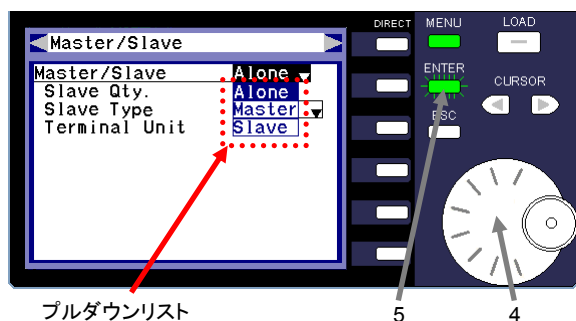 DIRECT
MENU
LOAD
Master/Slave
Master/Slave Alone
Slave Qty. Alone
Slave Type Master
Terminal Unit Slave
ENTER
CURSOR
ESC
プルダウンリスト
5
4